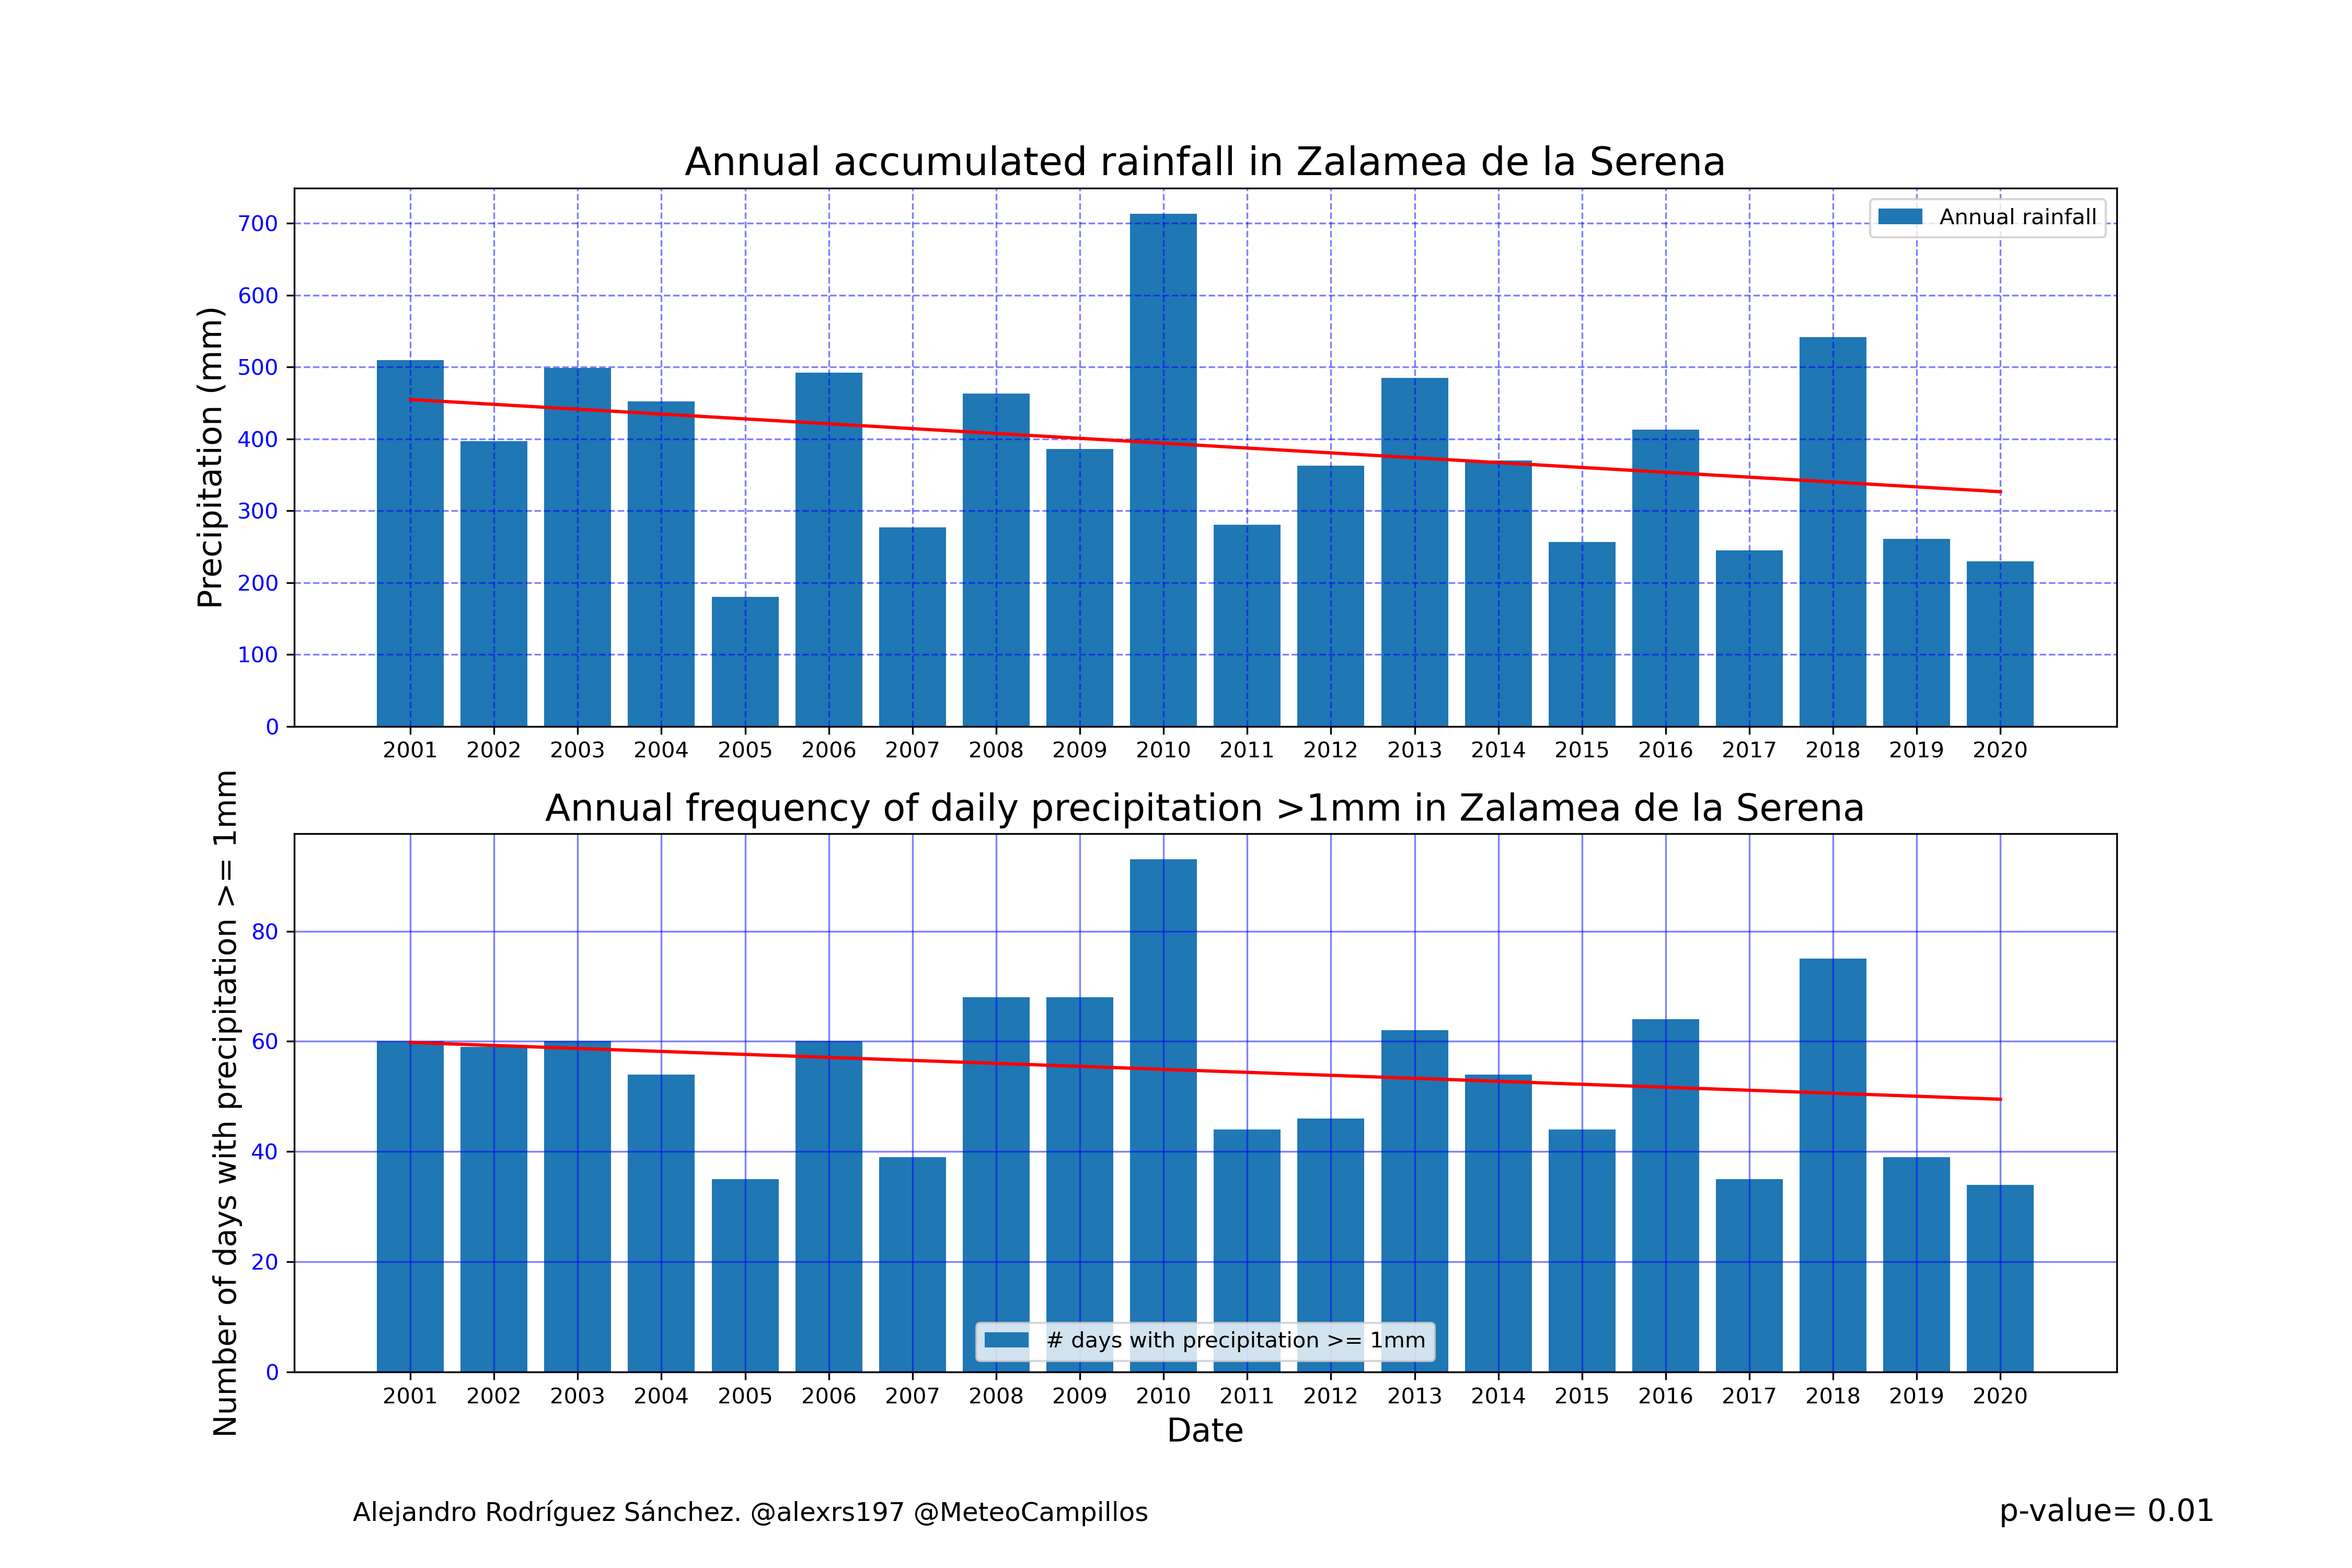 Annual accumulated rainfall in Zalamea de la Serena
Precipitation (mm)
700
600
500
400
300
200
100
0
Annual rainfall
2001 2002 2003 2004 2005 2006 2007 2008 2009 2010 2011 2012 2013 2014 2015 2016 2017 2018 2019 2020
Annual frequency of daily precipitation >1mm in Zalamea de la Serena
Number of days with precipitation >= 1mm
80
60
40
20
0
# days with precipitation >= 1mm
2001 2002 2003 2004 2005 2006 2007 2008 2009 2010 2011 2012 2013 2014 2015 2016 2017 2018 2019 2020
Date
Alejandro Rodríguez Sánchez. @alexrs197 @MeteoCampillos
p-value= 0.01